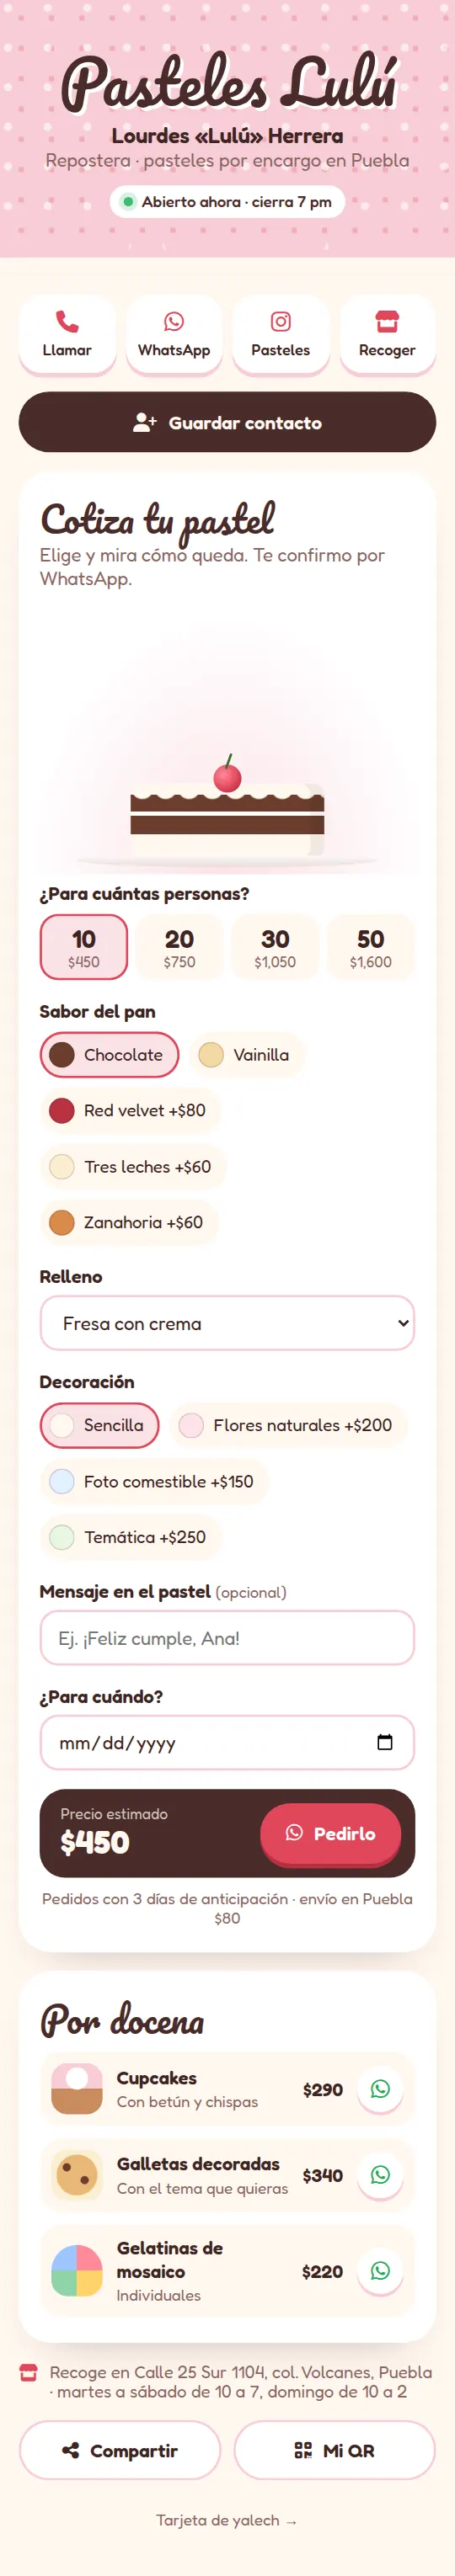 Pasteles Lulú
Lourdes «Lulú» Herrera
Repostera · pasteles por encargo en Puebla
Abierto ahora · cierra 7 pm
Llamar
WhatsApp
Pasteles
Recoger
Guardar contacto
Cotiza tu pastel
Elige y mira cómo queda. Te confirmo por
WhatsApp.
¿Para cuántas personas?
10
$450
20
$750
30
$1,050
50
$1,600
Sabor del pan
Chocolate
Vainilla
Red velvet +$80
Tres leches +$60
Zanahoria +$60
Relleno
Fresa con crema
Decoración
Sencilla
Flores naturales +$200
Foto comestible +$150
Temática +$250
Mensaje en el pastel (opcional)
Ej. ¡Feliz cumple, Ana!
¿Para cuándo?
mm/dd/yyyy
Precio estimado
$450
Pedirlo
Pedidos con 3 días de anticipación · envío en Puebla
$80
Por docena
Cupcakes
Con betún y chispas
$290
Galletas decoradas
Con el tema que quieras
$340
Gelatinas de
mosaico
Individuales
$220
Recoge en Calle 25 Sur 1104, col. Volcanes, Puebla
· martes a sábado de 10 a 7, domingo de 10 a 2
Compartir
Mi QR
Tarjeta de yalech →